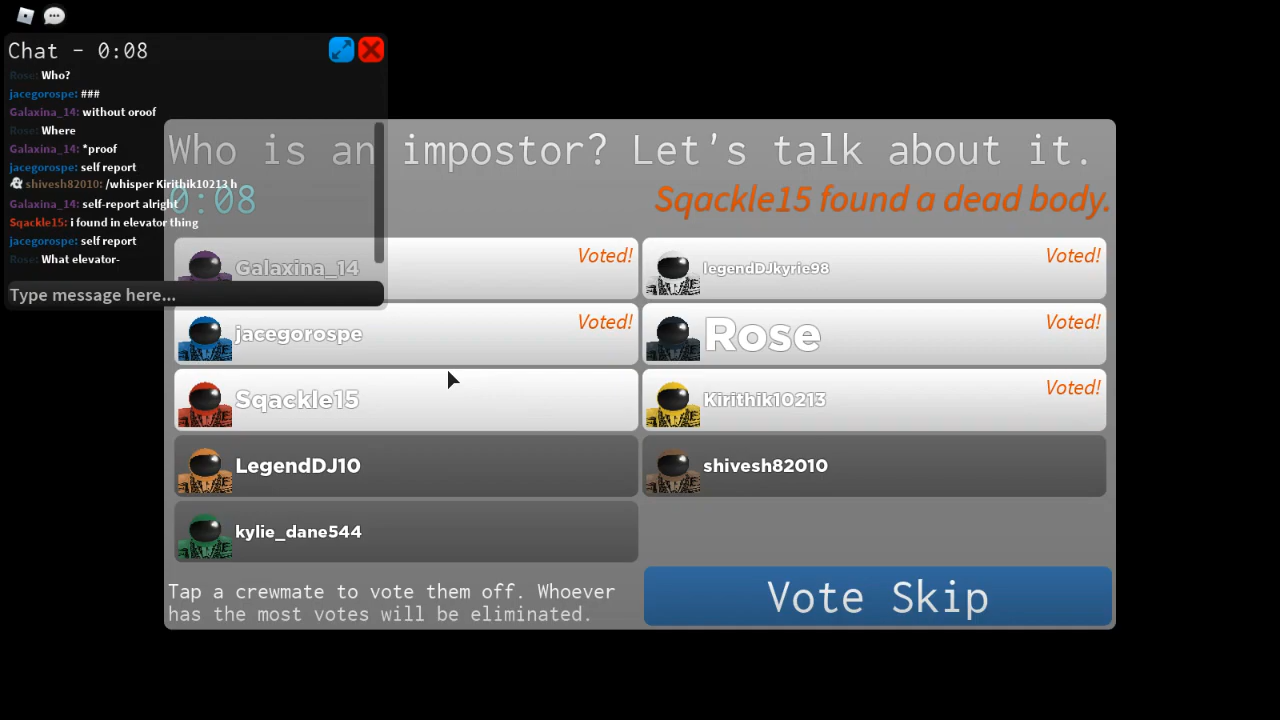 Chat - 0:08
Rose: Who?
jacegorospe: ###
Galaxina_14: without oroof
Rose: Where
Galaxina_14: *proof
jacegorospe: self report
shivesh82010: /whisper Kirithik10213 h
Galaxina_14: self-report alright
Sqackle15: i found in elevator thing
jacegorospe: self report
Rose: What elevator-
Type message here...
Who is an impostor? Let's talk about it.
0:08
Sqackle15 found a dead body.
Galaxina_14
Voted!
legendDJkyrie98
Voted!
jacegorospe
Voted!
Rose
Voted!
Sqackle15
Kirithik10213
Voted!
LegendDJ10
shivesh82010
kylie_dane544
Tap a crewmate to vote them off. Whoever
has the most votes will be eliminated.
Vote Skip